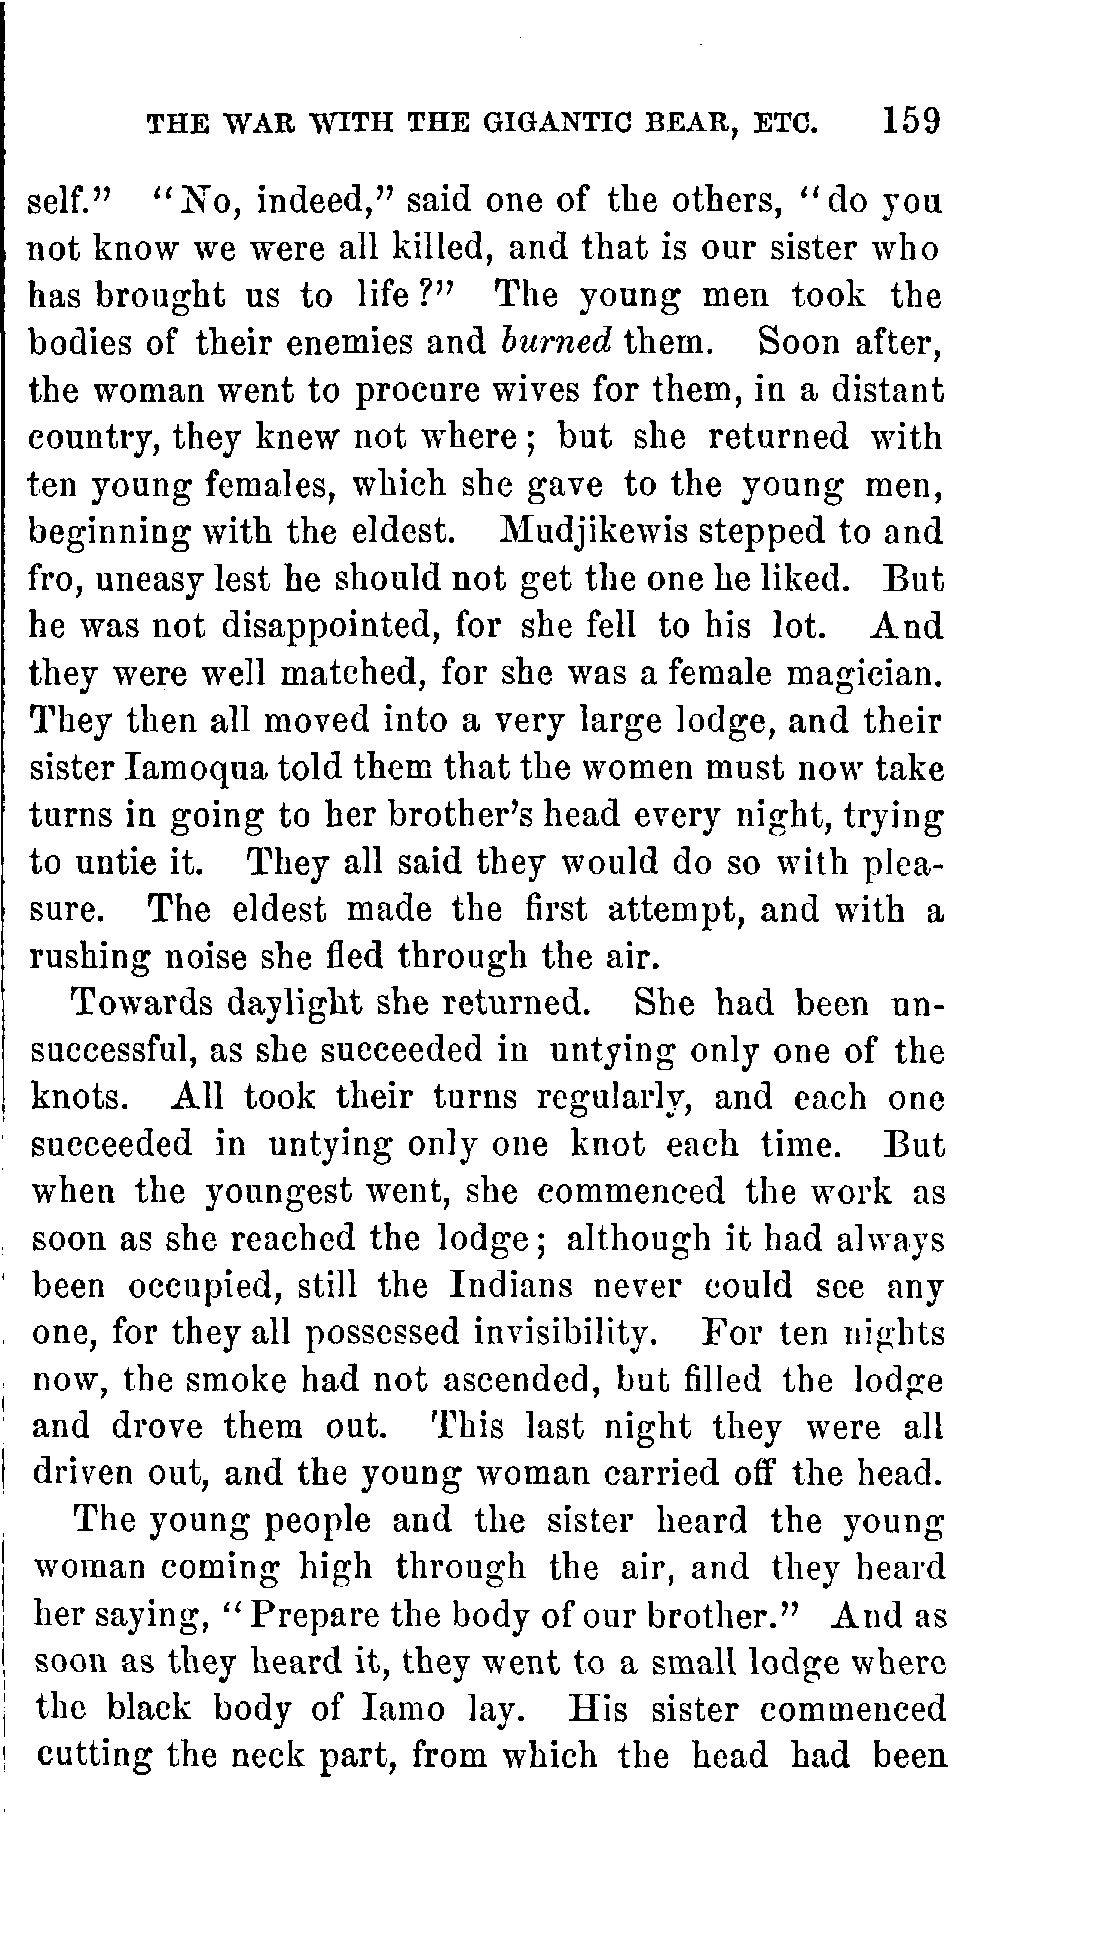 THE WAR WITH THE GIGANTIC BEAR, ETC. 159
self." "No, indeed," said one of the others, "do you
not know we were all killed, and that is our sister who
has brought us to life?" The young men took the
bodies of their enemies and burned them. Soon after,
the woman went to procure wives for them, in a distant
country, they knew not where; but she returned with
ten young females, which she gave to the young men,
beginning with the eldest. Mudjikewis stepped to and
fro, uneasy lest he should not get the one he liked. But
he was not disappointed, for she fell to his lot. And
they were well matched, for she was a female magician.
They then all moved into a very large lodge, and their
sister Iamoqua told them that the women must now take
turns in going to her brother's head every night, trying
to untie it. They all said they would do so with plea-
sure. The eldest made the first attempt, and with a
rushing noise she fled through the air.
Towards daylight she returned. She had been un-
successful, as she succeeded in untying only one of the
knots. All took their turns regularly, and each one
succeeded in untying only one knot each time. But
when the youngest went, she commenced the work as
soon as she reached the lodge; although it had always
been occupied, still the Indians never could see any
one, for they all possessed invisibility. For ten nights
now, the smoke had not ascended, but filled the lodge
and drove them out. This last night they were all
driven out, and the young woman carried off the head.
The young people and the sister heard the young
woman coming high through the air, and they heard
her saying, "Prepare the body of our brother." And as
soon as they heard it, they went to a small lodge where
the black body of Iamo lay. His sister commenced
cutting the neck part, from which the head had been